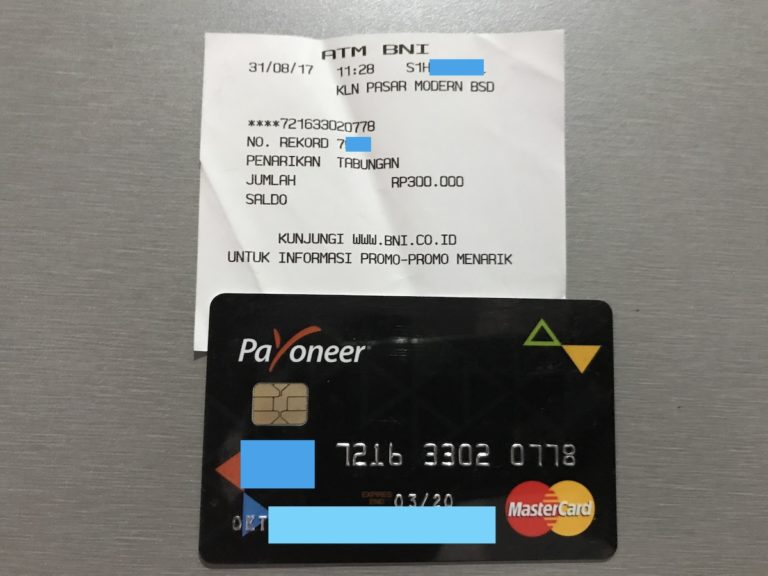 ATM BNI
31/08/17 11:28 S1H
KLN PASAR MODERN BSD
****721633020778
NO. REKORD 7
PENARIKAN TABUNGAN
JUMLAH RP300.000
SALDO
KUNJUNGI WWW.BNI.CO.ID
UNTUK INFORMASI PROMO-PROMO MENARIK
Payoneer
7216 3302 0778
EXPIRES
END 03/20
MasterCard